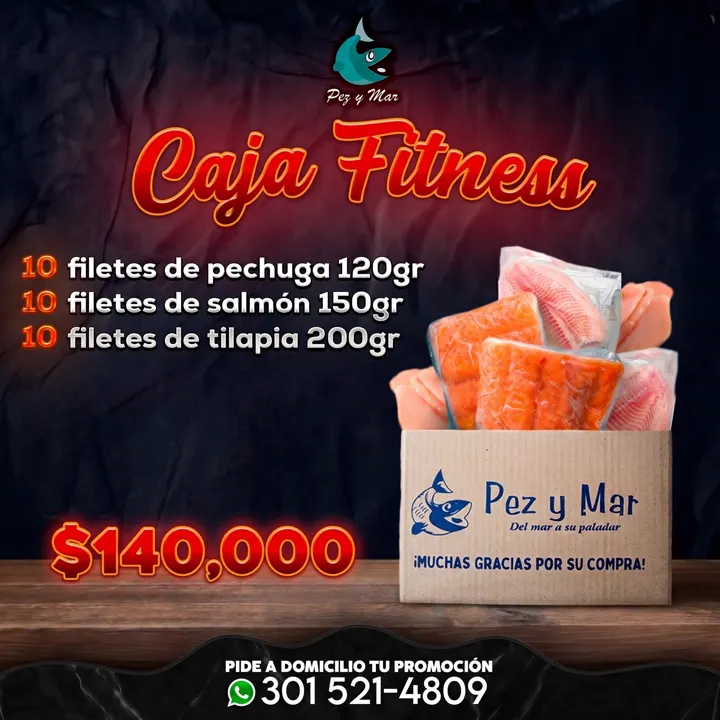 Pez y Mar
Caja Fitness
10 filetes de pechuga 120gr
10 filetes de salmón 150gr
10 filetes de tilapia 200gr
Pez y Mar
Del mar a su paladar
¡MUCHAS GRACIAS POR SU COMPRA!
$140,000
PIDE A DOMICILIO TU PROMOCIÓN
301 521-4809